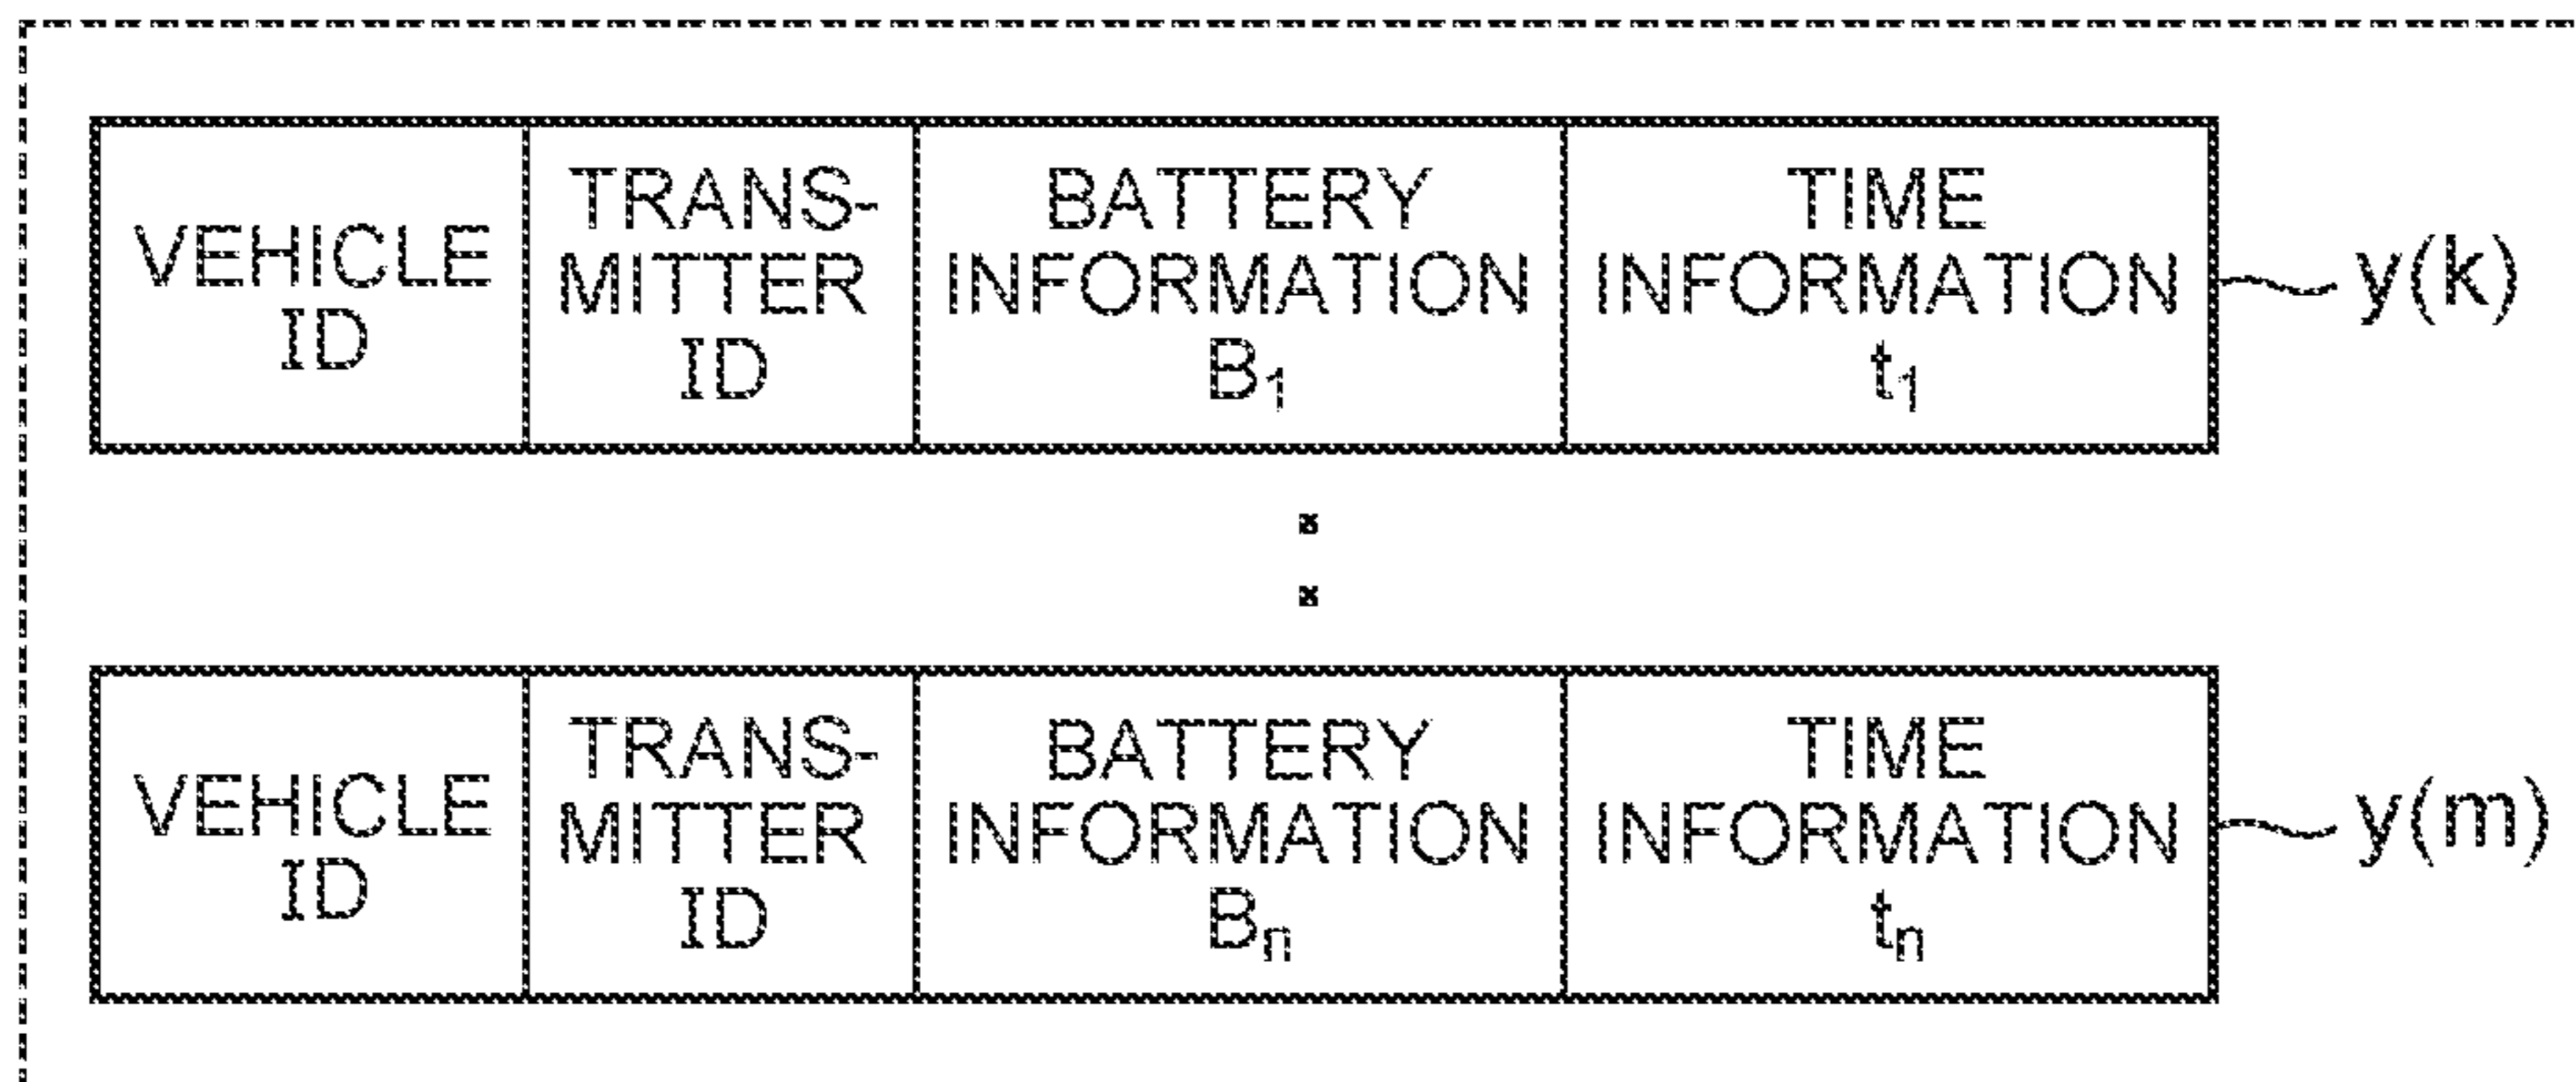 VEHICLE
ID
TRANS-
MITTER
ID
BATTERY
INFORMATION
B₁
TIME
INFORMATION
t₁
y(k)
VEHICLE
ID
TRANS-
MITTER
ID
BATTERY
INFORMATION
Bₙ
TIME
INFORMATION
tₙ
y(m)